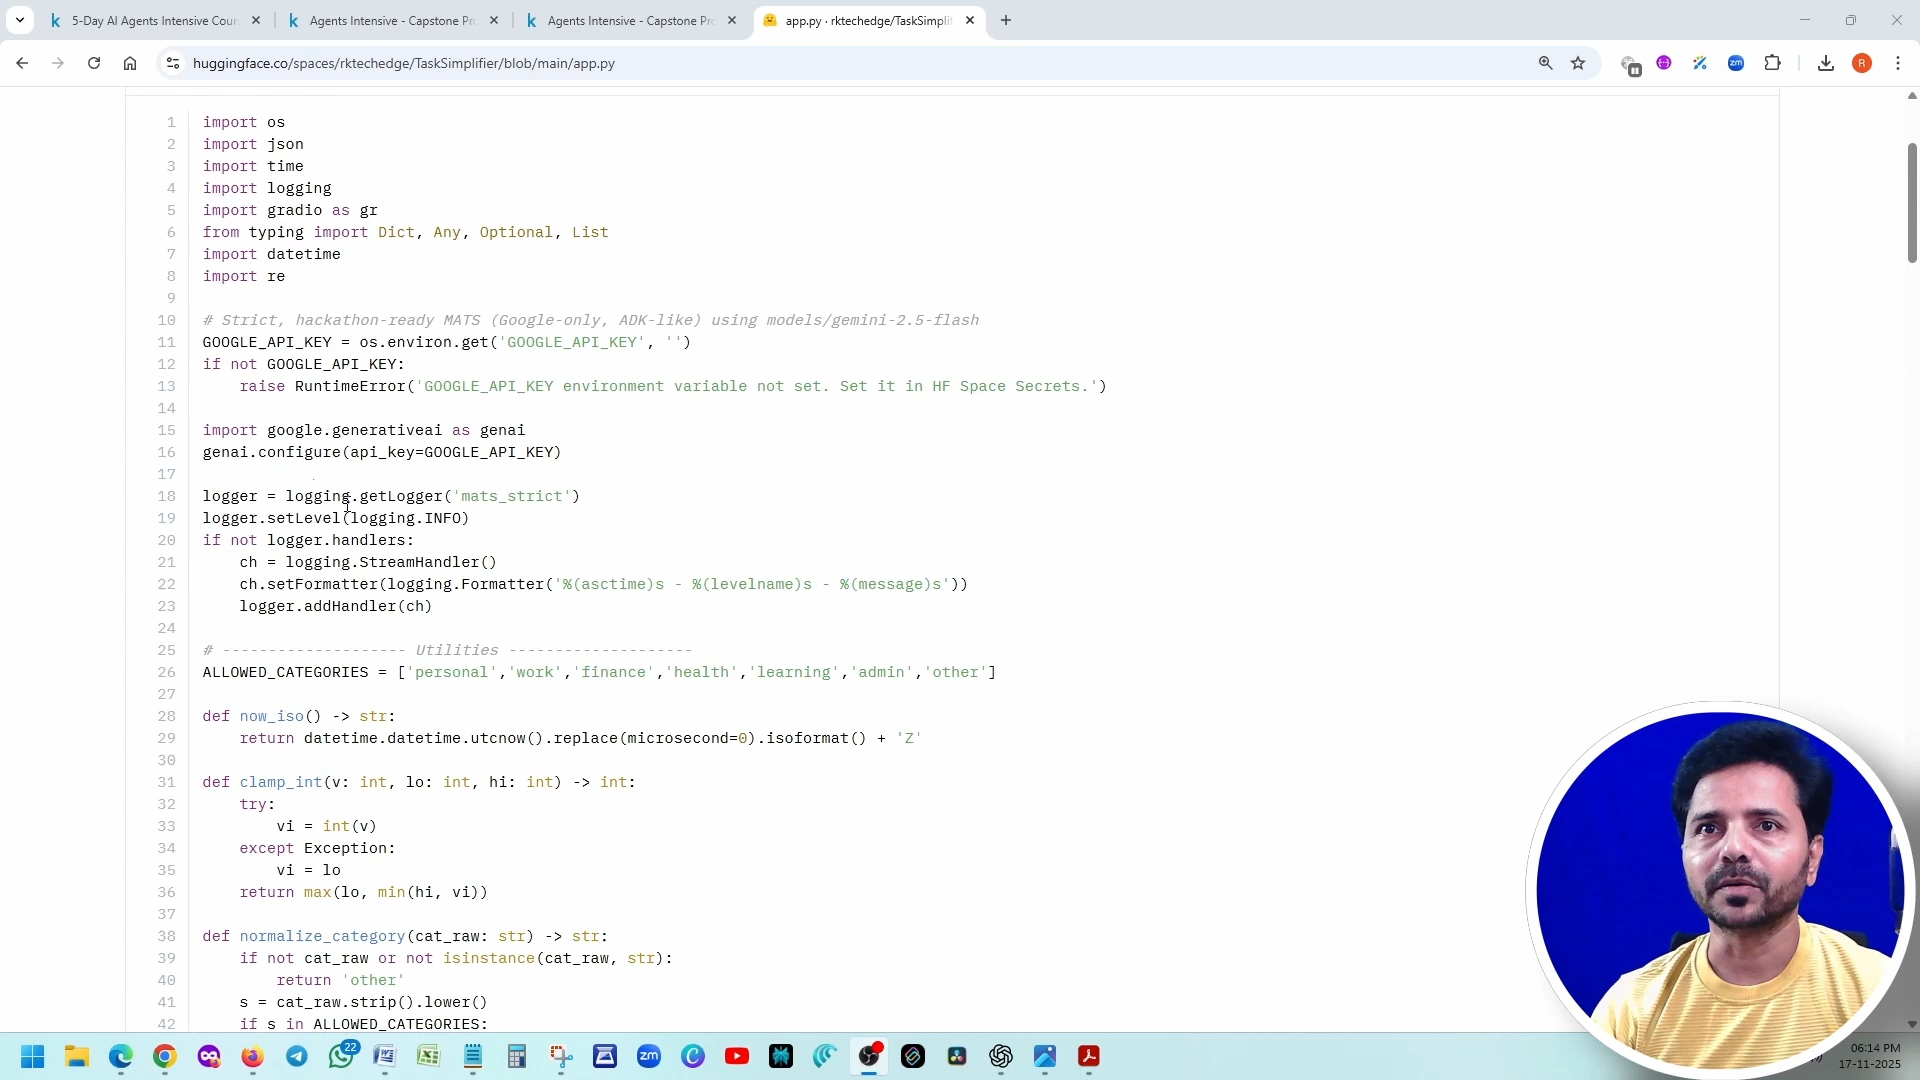 5-Day AI Agents Intensive Cour
Agents Intensive - Capstone Pro
Agents Intensive - Capstone Pro
app.py · rktechedge/TaskSimplif
huggingface.co/spaces/rktechedge/TaskSimplifier/blob/main/app.py
R
zm
1 import os
2 import json
3 import time
4 import logging
5 import gradio as gr
6 from typing import Dict, Any, Optional, List
7 import datetime
8 import re
9
10 # Strict, hackathon-ready MATS (Google-only, ADK-like) using models/gemini-2.5-flash
11 GOOGLE_API_KEY = os.environ.get('GOOGLE_API_KEY', '')
12 if not GOOGLE_API_KEY:
13 raise RuntimeError('GOOGLE_API_KEY environment variable not set. Set it in HF Space Secrets.')
14
15 import google.generativeai as genai
16 genai.configure(api_key=GOOGLE_API_KEY)
17
18 logger = logging.getLogger('mats_strict')
19 logger.setLevel(logging.INFO)
20 if not logger.handlers:
21 ch = logging.StreamHandler()
22 ch.setFormatter(logging.Formatter('%(asctime)s - %(levelname)s - %(message)s'))
23 logger.addHandler(ch)
24
25 # -------------------- Utilities --------------------
26 ALLOWED_CATEGORIES = ['personal','work','finance','health','learning','admin','other']
27
28 def now_iso() -> str:
29 return datetime.datetime.utcnow().replace(microsecond=0).isoformat() + 'Z'
30
31 def clamp_int(v: int, lo: int, hi: int) -> int:
32 try:
33 vi = int(v)
34 except Exception:
35 vi = lo
36 return max(lo, min(hi, vi))
37
38 def normalize_category(cat_raw: str) -> str:
39 if not cat_raw or not isinstance(cat_raw, str):
40 return 'other'
41 s = cat_raw.strip().lower()
42 if s in ALLOWED_CATEGORIES:
22
zm
06:14 PM
17-11-2025